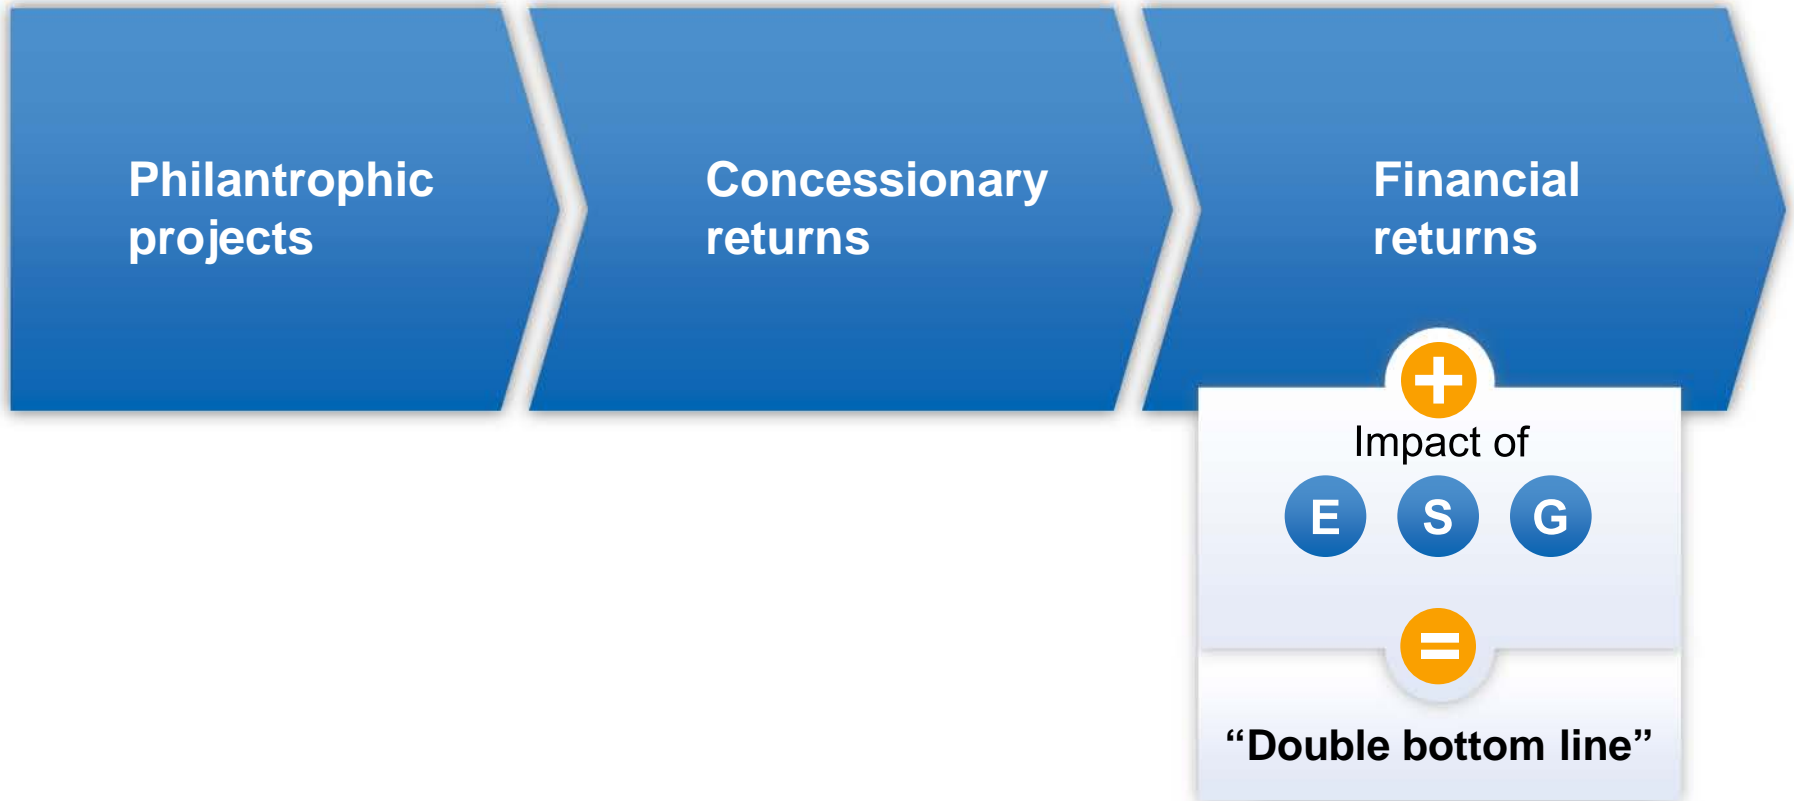 Philantrophic
projects
Concessionary
returns
Financial
returns
+
Impact of
E S G
=
“Double bottom line”